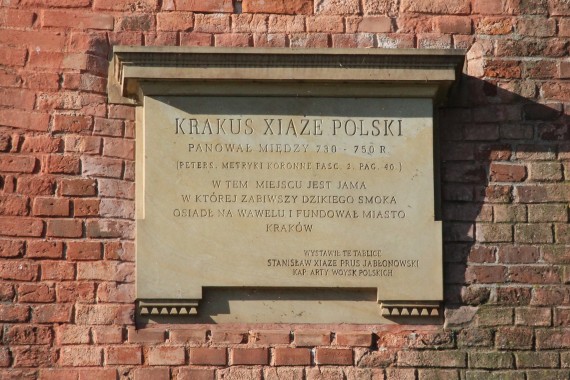 KRAKUS XIAZE POLSKI
PANOWAŁ MIEDZY 730 - 750 R.
(PETERS. METRYKI KORONNE FASC. 2. PAG. 40)
W TEM MIEJSCU JEST JAMA
W KTÓREJ ZABIWSZY DZIKIEGO SMOKA
OSIADŁ NA WAWELU I FUNDOWAŁ MIASTO
KRAKÓW
WYSTAWIŁ TE TABLICE
STANISŁAW XIAZE PRUS JABŁONOWSKI
KAP. ARTY WOYSK POLSKICH